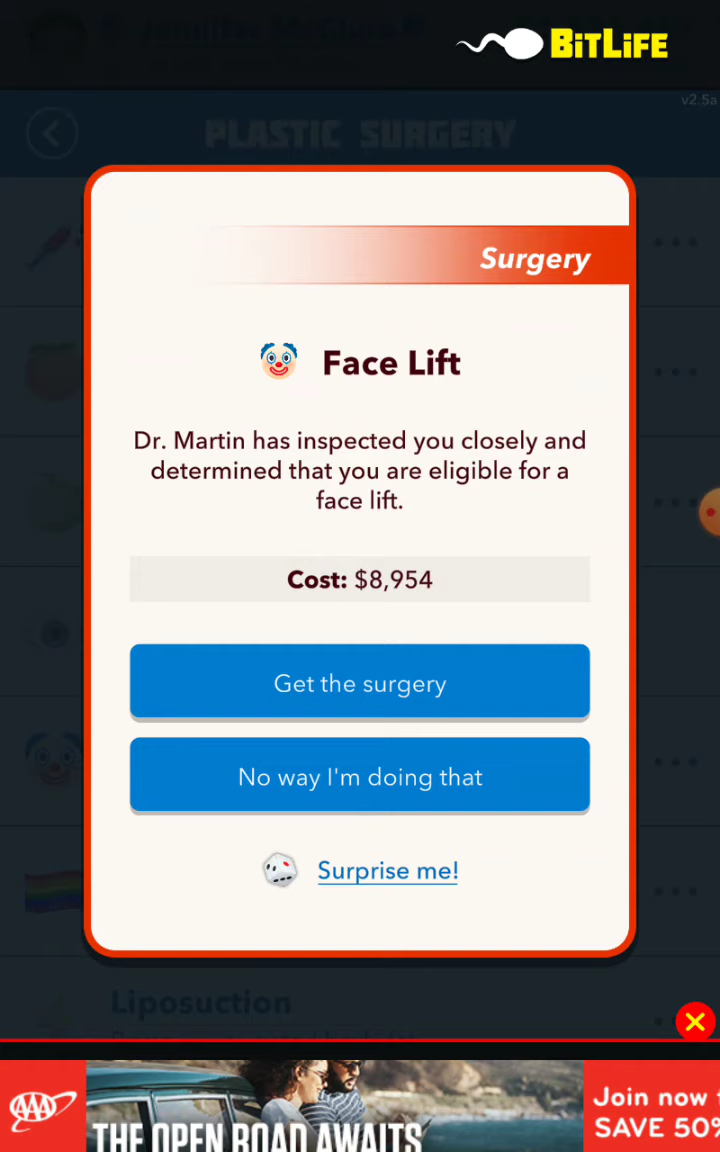 BITLIFE
v2.5a
PLASTIC SURGERY
Surgery
Face Lift
Dr. Martin has inspected you closely and
determined that you are eligible for a
face lift.
Cost: $8,954
Get the surgery
No way I'm doing that
Surprise me!
Liposuction
AAA
THE OPEN ROAD AWAITS
Join now
SAVE 50%